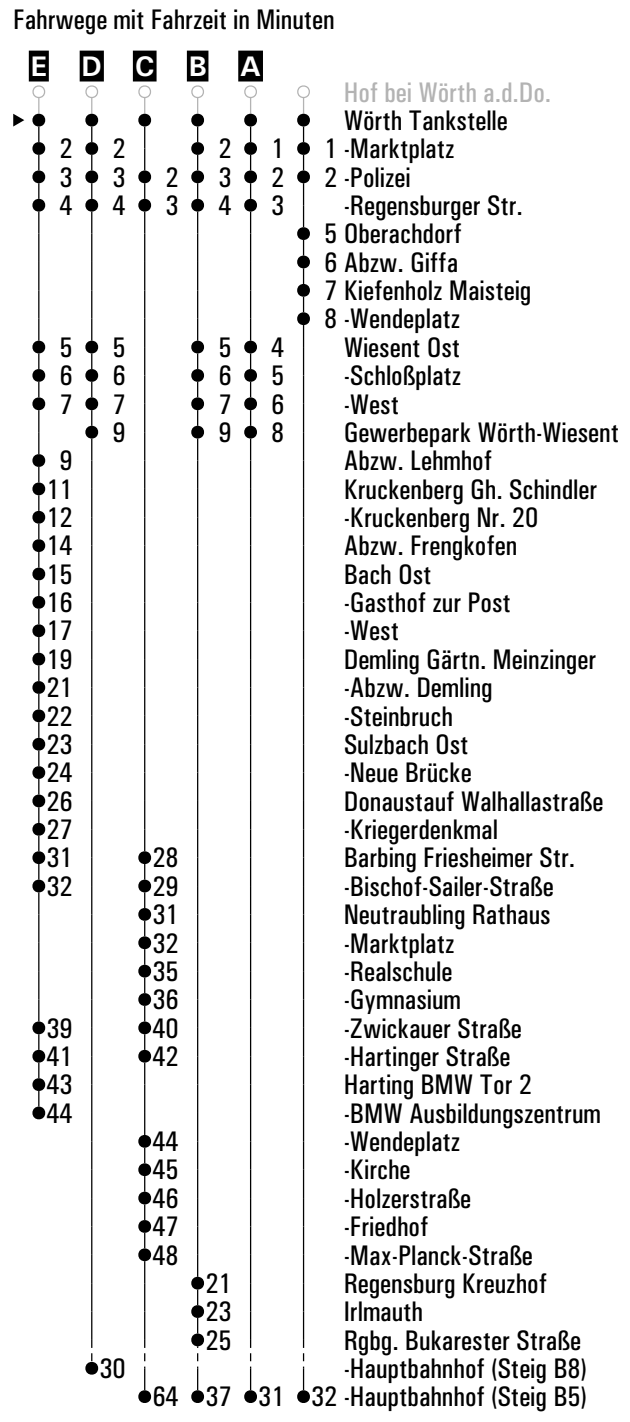 Fahrwege mit Fahrzeit in Minuten
E D C B A
Hof bei Wörth a.d.Do.
Wörth Tankstelle
2 2 2 1 1 -Marktplatz
3 3 2 3 2 2 -Polizei
4 4 3 4 3 -Regensburger Str.
5 Oberachdorf
6 Abzw. Giffa
7 Kiefenholz Maisteig
8 -Wendeplatz
5 5 5 4 Wiesent Ost
6 6 6 5 -Schloßplatz
7 7 7 6 -West
9 9 8 Gewerbepark Wörth-Wiesent
9 Abzw. Lehmhof
11 Kruckenberg Gh. Schindler
12 -Kruckenberg Nr. 20
14 Abzw. Frengkofen
15 Bach Ost
16 -Gasthof zur Post
17 -West
19 Demling Gärtn. Meinzinger
21 -Abzw. Demling
22 -Steinbruch
23 Sulzbach Ost
24 -Neue Brücke
26 Donaustauf Walhallastraße
27 -Kriegerdenkmal
31 28 Barbing Friesheimer Str.
32 29 -Bischof-Sailer-Straße
31 Neutraubling Rathaus
32 -Marktplatz
35 -Realschule
36 -Gymnasium
39 40 -Zwickauer Straße
41 42 -Hartinger Straße
43 Harting BMW Tor 2
44 -BMW Ausbildungszentrum
44 -Wendeplatz
45 -Kirche
46 -Holzerstraße
47 -Friedhof
48 -Max-Planck-Straße
21 Regensburg Kreuzhof
23 Irlmauth
25 Rgbg. Bukarester Straße
30 -Hauptbahnhof (Steig B8)
64 37 31 32 -Hauptbahnhof (Steig B5)